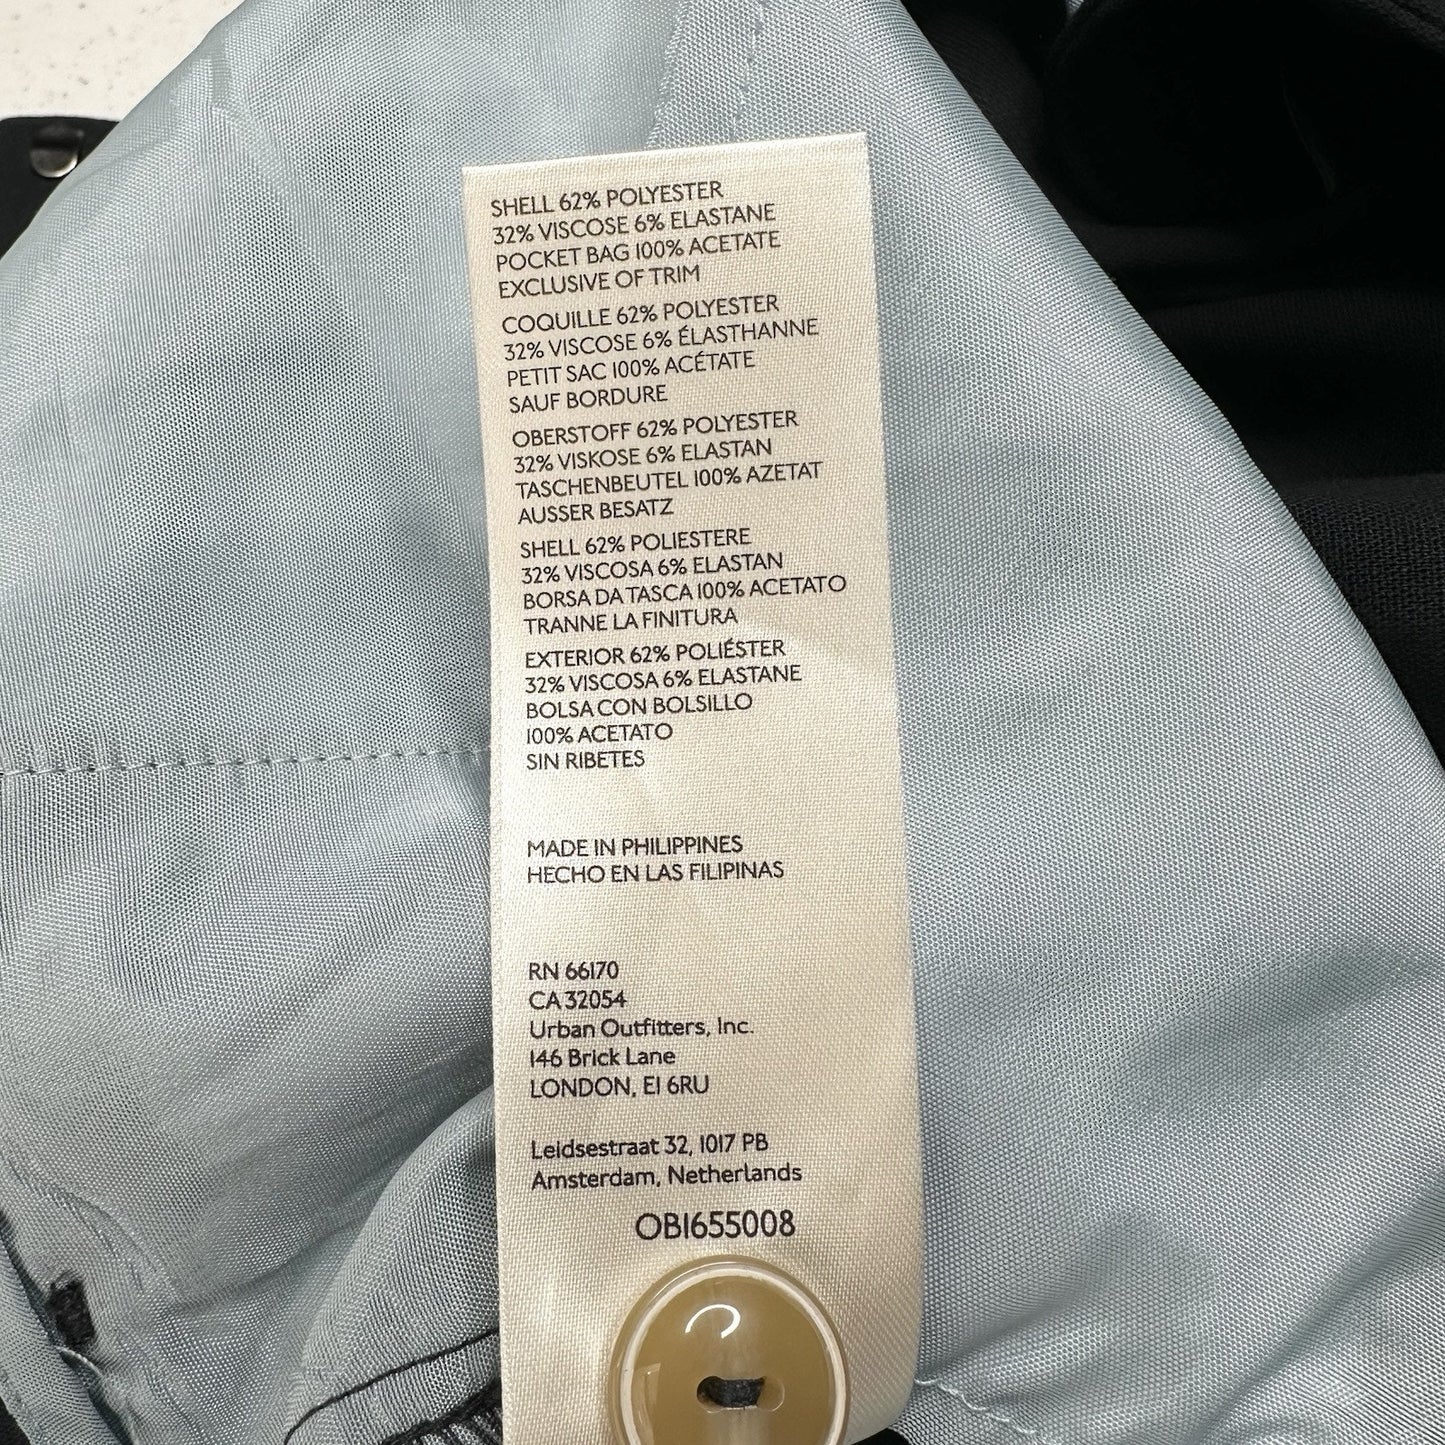 SHELL 62% POLYESTER
32% VISCOSE 6% ELASTANE
POCKET BAG 100% ACETATE
EXCLUSIVE OF TRIM
COQUILLE 62% POLYESTER
32% VISCOSE 6% ÉLASTHANNE
PETIT SAC 100% ACÉTATE
SAUF BORDURE
OBERSTOFF 62% POLYESTER
32% VISKOSE 6% ELASTAN
TASCHENBEUTEL 100% AZETAT
AUSSER BESATZ
SHELL 62% POLIESTERE
32% VISCOSA 6% ELASTAN
BORSA DA TASCA 100% ACETATO
TRANNE LA FINITURA
EXTERIOR 62% POLIÉSTER
32% VISCOSA 6% ELASTANE
BOLSA CON BOLSILLO
100% ACETATO
SIN RIBETES
MADE IN PHILIPPINES
HECHO EN LAS FILIPINAS
RN 66170
CA 32054
Urban Outfitters, Inc.
146 Brick Lane
LONDON, E1 6RU
Leidsestraat 32, 1017 PB
Amsterdam, Netherlands
OB1655008